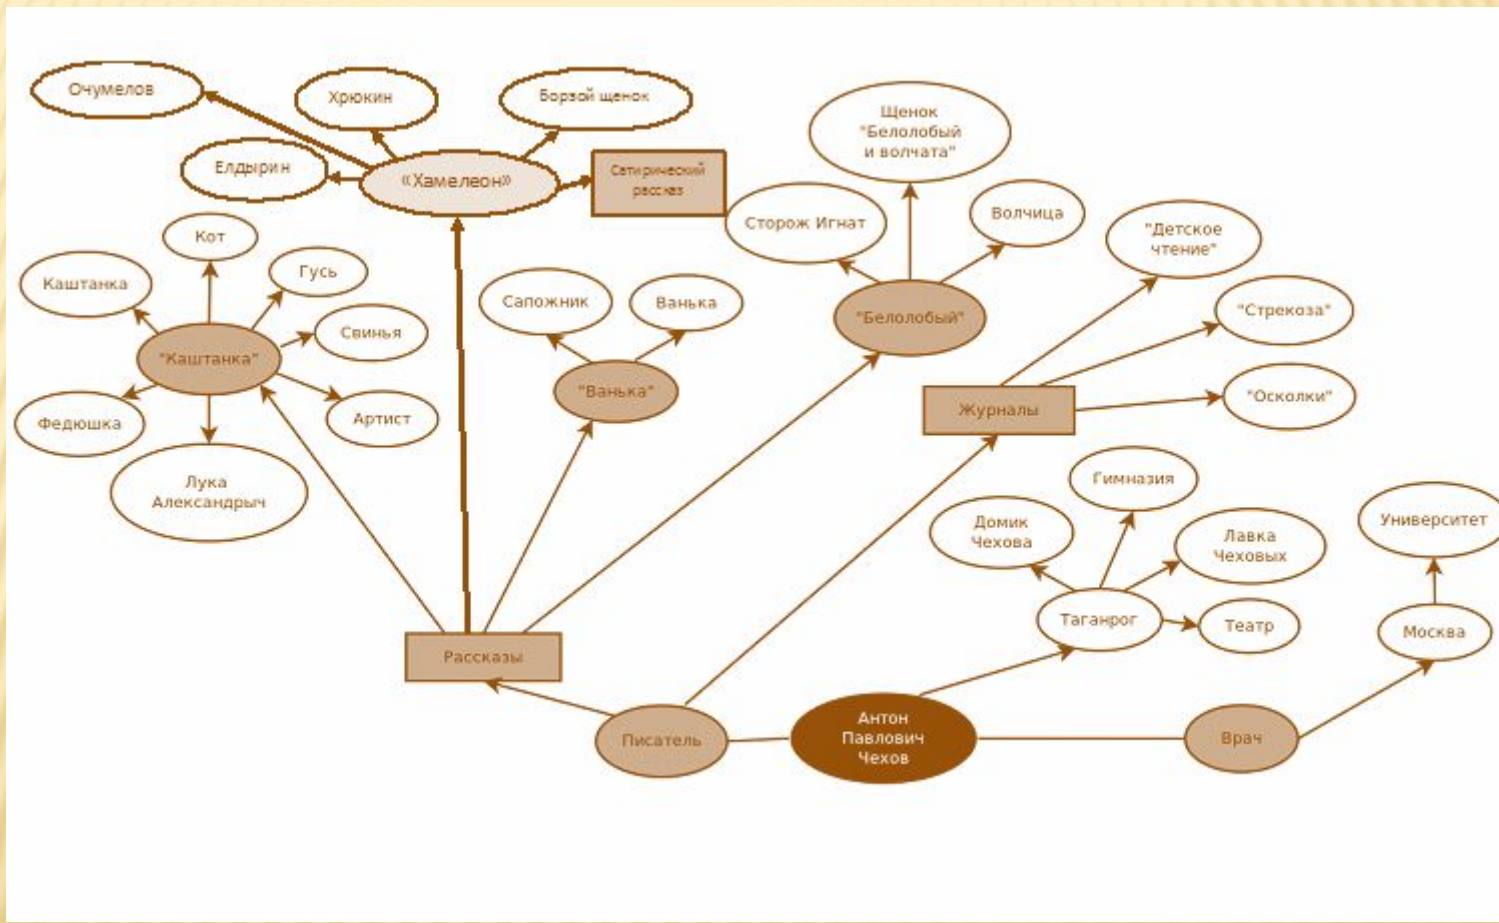 Очумелов
Хрюкин
Борзой щенок
Елдырин
«Хамелеон»
Сатирический
рассказ
Щенок
"Белолобый
и волчата"
Сторож Игнат
Волчица
"Белолобый"
"Детское
чтение"
"Стрекоза"
"Осколки"
Журналы
Кот
Каштанка
Гусь
Свинья
"Каштанка"
Федюшка
Артист
Лука
Александрыч
Сапожник
Ванька
"Ванька"
Гимназия
Домик
Чехова
Лавка
Чеховых
Таганрог
Театр
Университет
Москва
Рассказы
Писатель
Антон
Павлович
Чехов
Врач